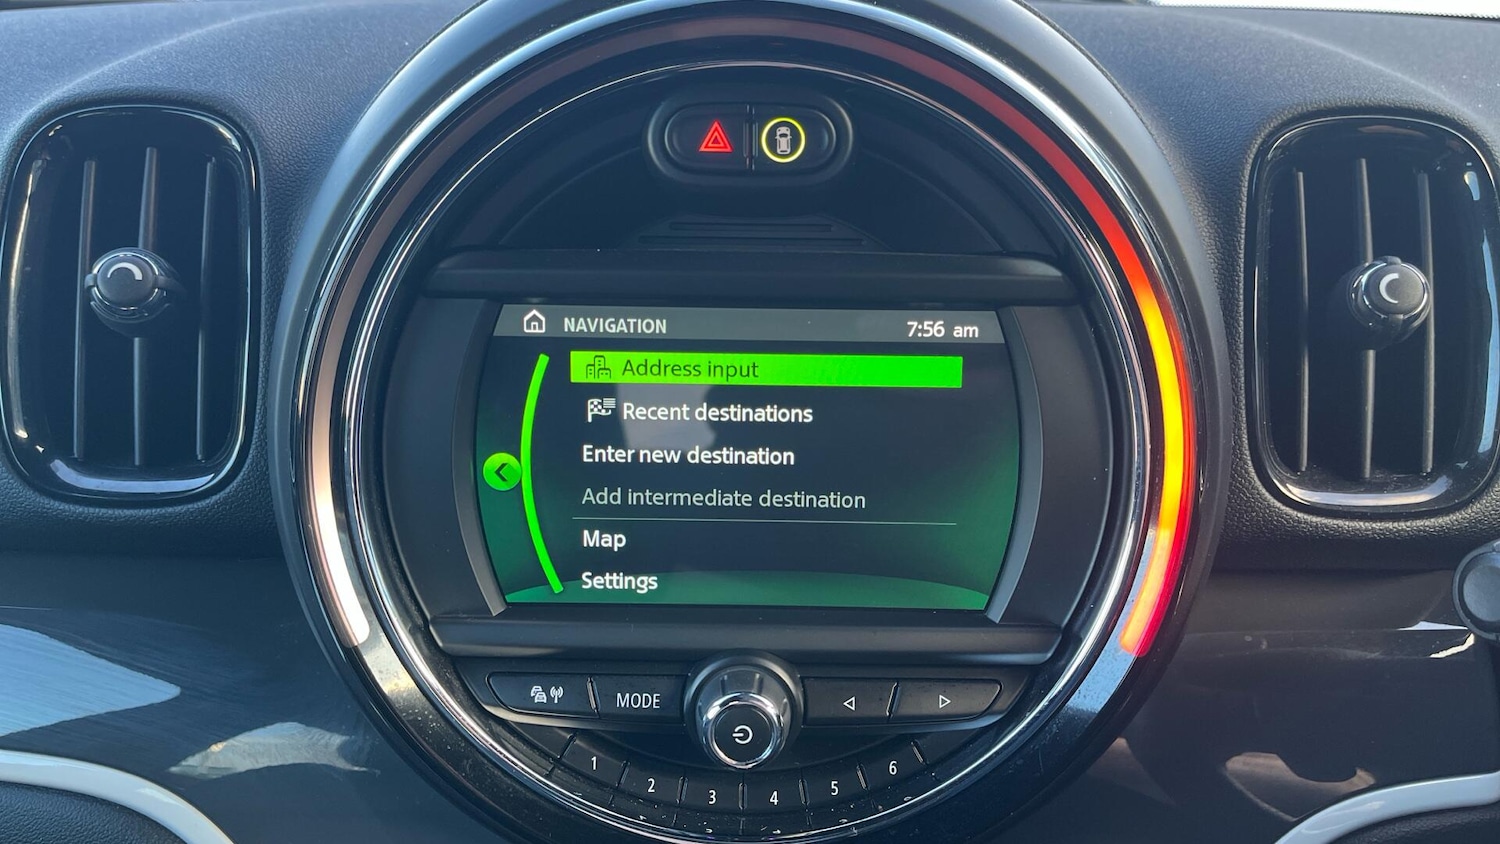 NAVIGATION 7:56 am
Address input
Recent destinations
Enter new destination
Add intermediate destination
Map
Settings
MODE
1 2 3 4 5 6